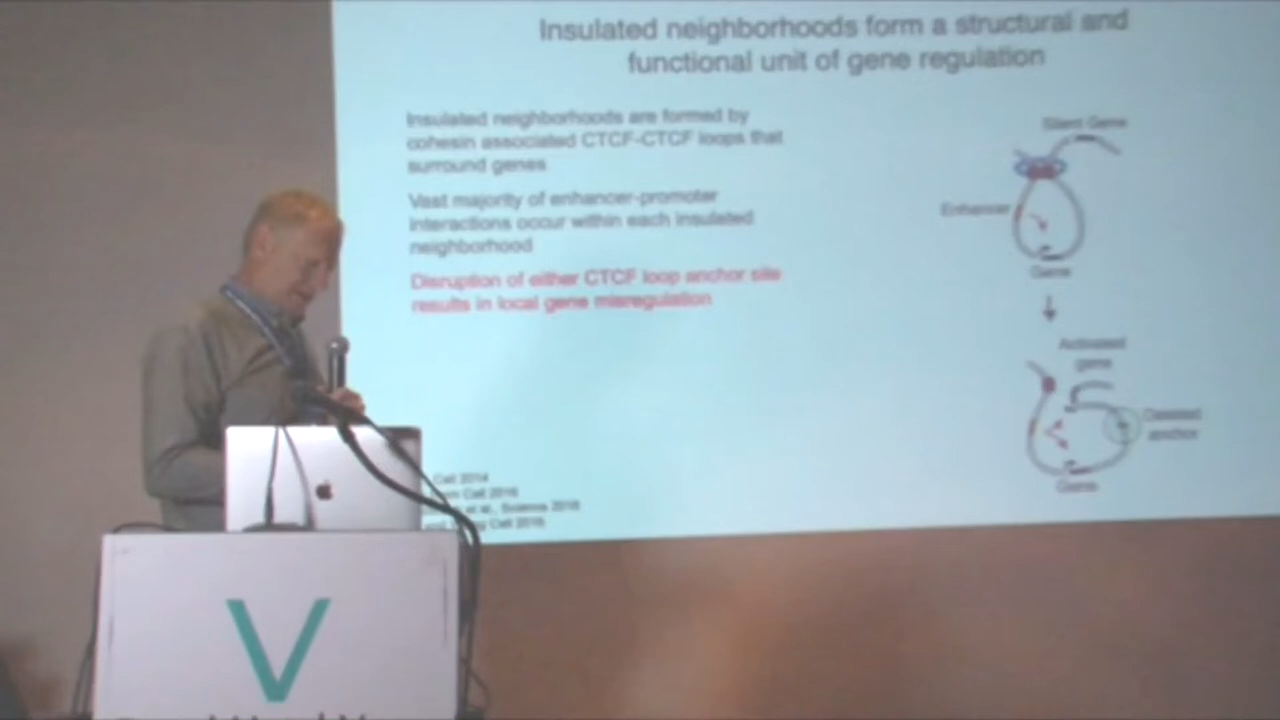 Insulated neighborhoods form a structural and
functional unit of gene regulation
Insulated neighborhoods are formed by
cohesin associated CTCF-CTCF loops that
surround genes
Vast majority of enhancer-promoter
interactions occur within each insulated
neighborhood
Disruption of either CTCF loop anchor site
results in local gene misregulation
Silent Gene
Enhancer
Gene
Activated
gene
Deleted
anchor
Gene
Cell 2014
Cell 2016
et al., Science 2016
Cell 2016
V